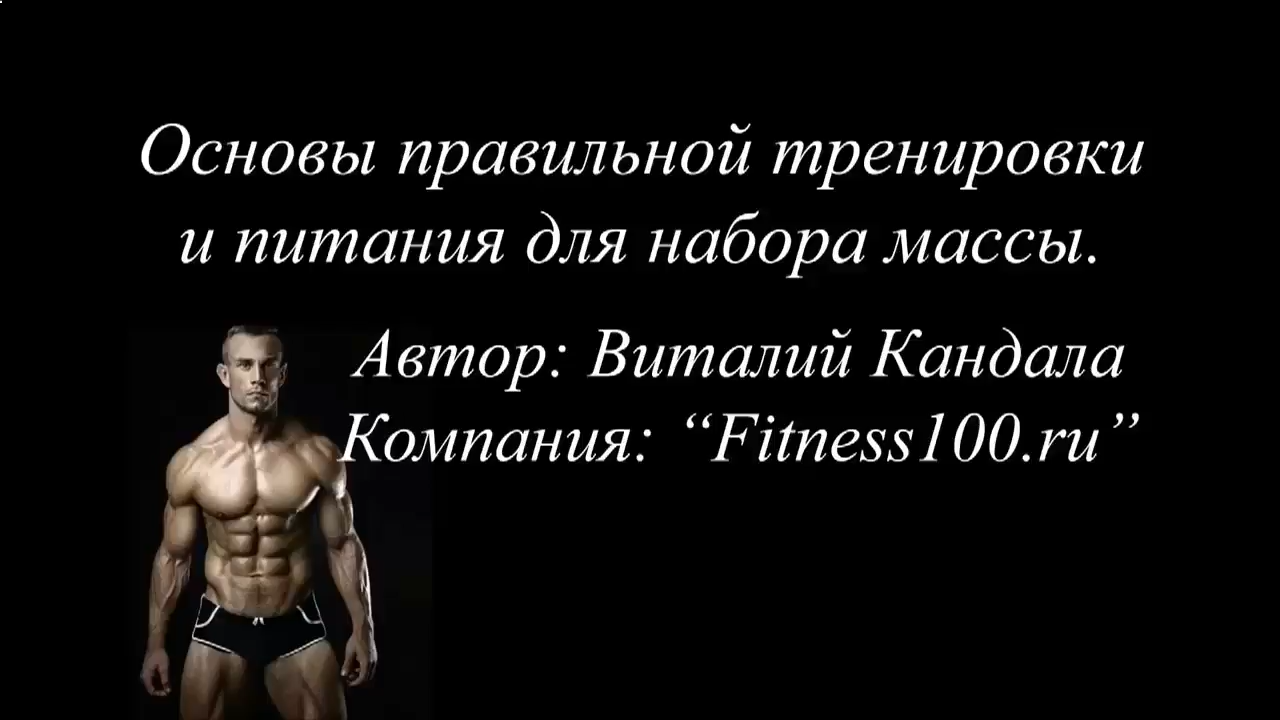 Основы правильной тренировки
и питания для набора массы.
Автор: Виталий Кандала
Компания: “Fitness100.ru”